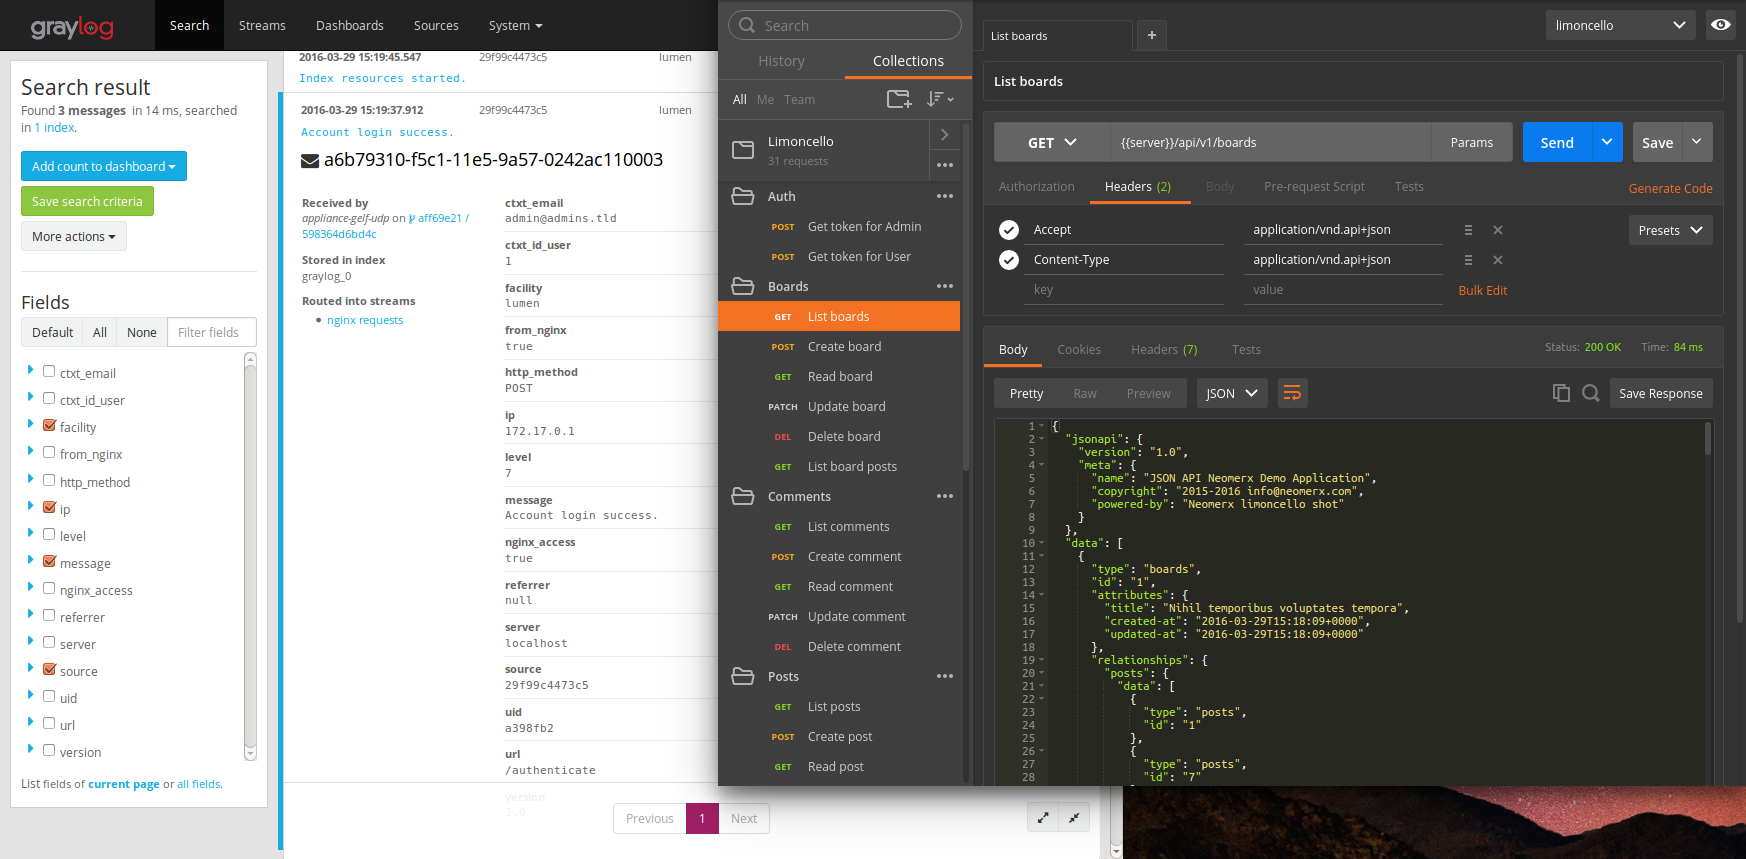 graylog
Search
Streams
Dashboards
Sources
System
Search result
Found 3 messages in 14 ms, searched
in 1 index.
Add count to dashboard
Save search criteria
More actions
Fields
Default
All
None
Filter fields
ctxt_email
ctxt_id_user
facility
from_nginx
http_method
ip
level
message
nginx_access
referrer
server
source
uid
url
version
List fields of current page or all fields.
2016-03-29 15:19:45.547
29f99c4473c5
lumen
Index resources started.
2016-03-29 15:19:37.912
29f99c4473c5
lumen
Account login success.
a6b79310-f5c1-11e5-9a57-0242ac110003
Received by
appliance-gelf-udp on aff69e21 /
598364d6bd4c
Stored in index
graylog_0
Routed into streams
nginx requests
ctxt_email
admin@admins.tld
ctxt_id_user
1
facility
lumen
from_nginx
true
http_method
POST
ip
172.17.0.1
level
7
message
Account login success.
nginx_access
true
referrer
null
server
localhost
source
29f99c4473c5
uid
a398fb2
url
/authenticate
version
1.0
Previous
1
Next
Search
History
Collections
All
Me
Team
Limoncello
31 requests
Auth
POST Get token for Admin
POST Get token for User
Boards
GET List boards
POST Create board
GET Read board
PATCH Update board
DEL Delete board
GET List board posts
Comments
GET List comments
POST Create comment
GET Read comment
PATCH Update comment
DEL Delete comment
Posts
GET List posts
POST Create post
GET Read post
List boards
+
limoncello
List boards
GET
{{server}}/api/v1/boards
Params
Send
Save
Authorization
Headers (2)
Body
Pre-request Script
Tests
Generate Code
Accept
application/vnd.api+json
Presets
Content-Type
application/vnd.api+json
key
value
Bulk Edit
Body
Cookies
Headers (7)
Tests
Status: 200 OK
Time: 84 ms
Pretty
Raw
Preview
JSON
Save Response
1 {
2 "jsonapi": {
3 "version": "1.0",
4 "meta": {
5 "name": "JSON API Neomerx Demo Application",
6 "copyright": "2015-2016 info@neomerx.com",
7 "powered-by": "Neomerx limoncello shot"
8 }
9 },
10 "data": [
11 {
12 "type": "boards",
13 "id": "1",
14 "attributes": {
15 "title": "Nihil temporibus voluptates tempora",
16 "created-at": "2016-03-29T15:18:09+0000",
17 "updated-at": "2016-03-29T15:18:09+0000"
18 },
19 "relationships": {
20 "posts": {
21 "data": [
22 {
23 "type": "posts",
24 "id": "1"
25 },
26 {
27 "type": "posts",
28 "id": "7"